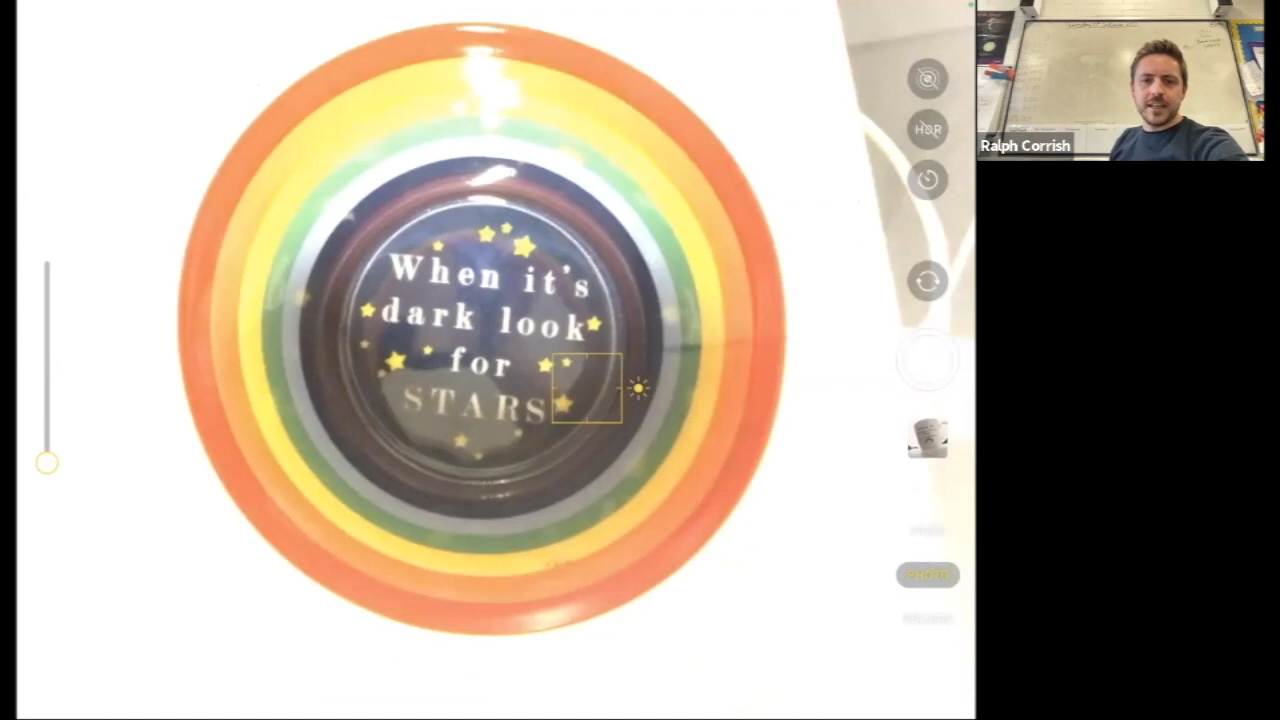 When it's
dark look
for
STARS
HDR
PHOTO
Ralph Corrish